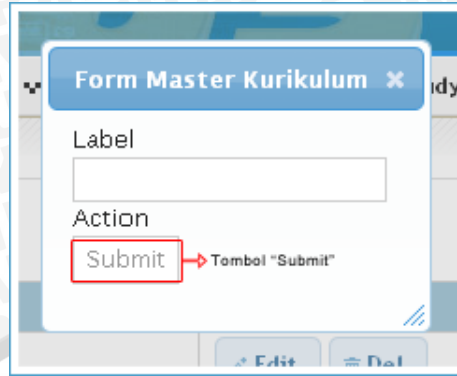 Form Master Kurikulum
Label
Action
Submit
Tombol “Submit”
Edit
Del